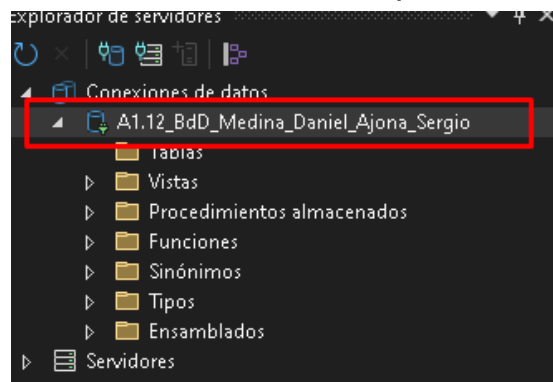 Explorador de servidores
Conexiones de datos
A1.12_BdD_Medina_Daniel_Ajona_Sergio
Tablas
Vistas
Procedimientos almacenados
Funciones
Sinónimos
Tipos
Ensamblados
Servidores